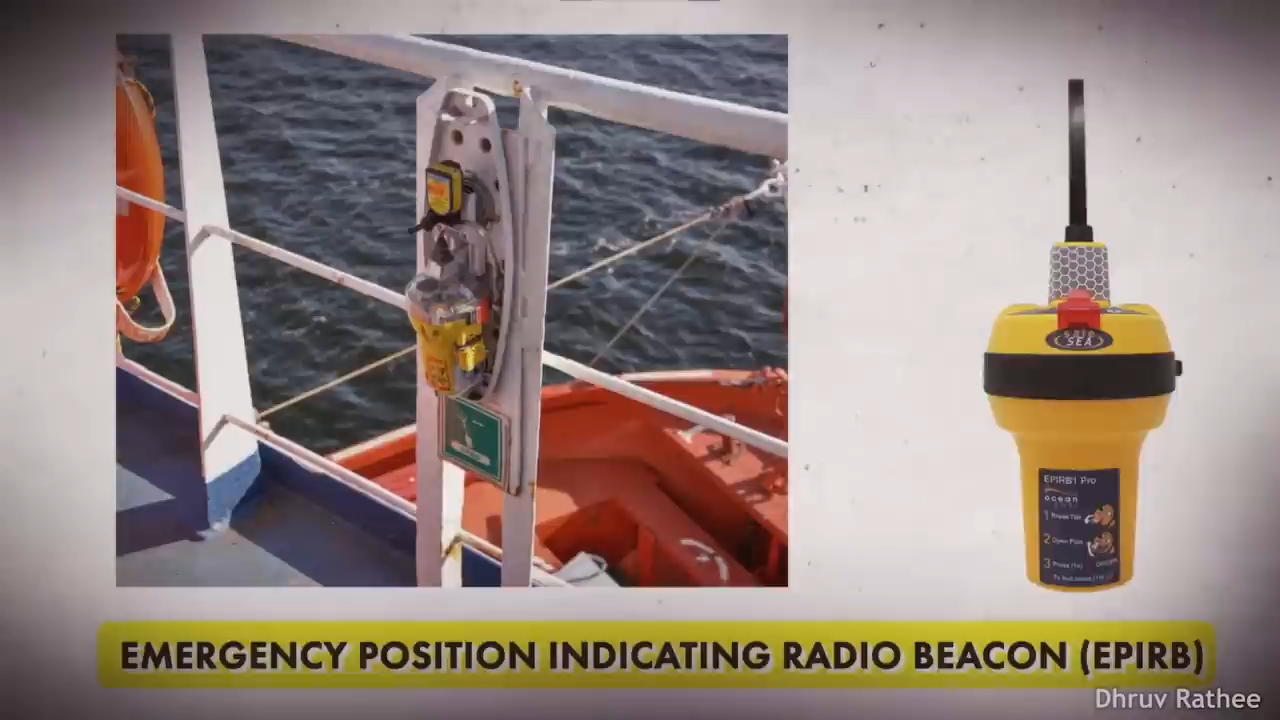 SEA
EPIRB1 Pro
ocean
1
2
3
EMERGENCY POSITION INDICATING RADIO BEACON (EPIRB)
Dhruv Rathee